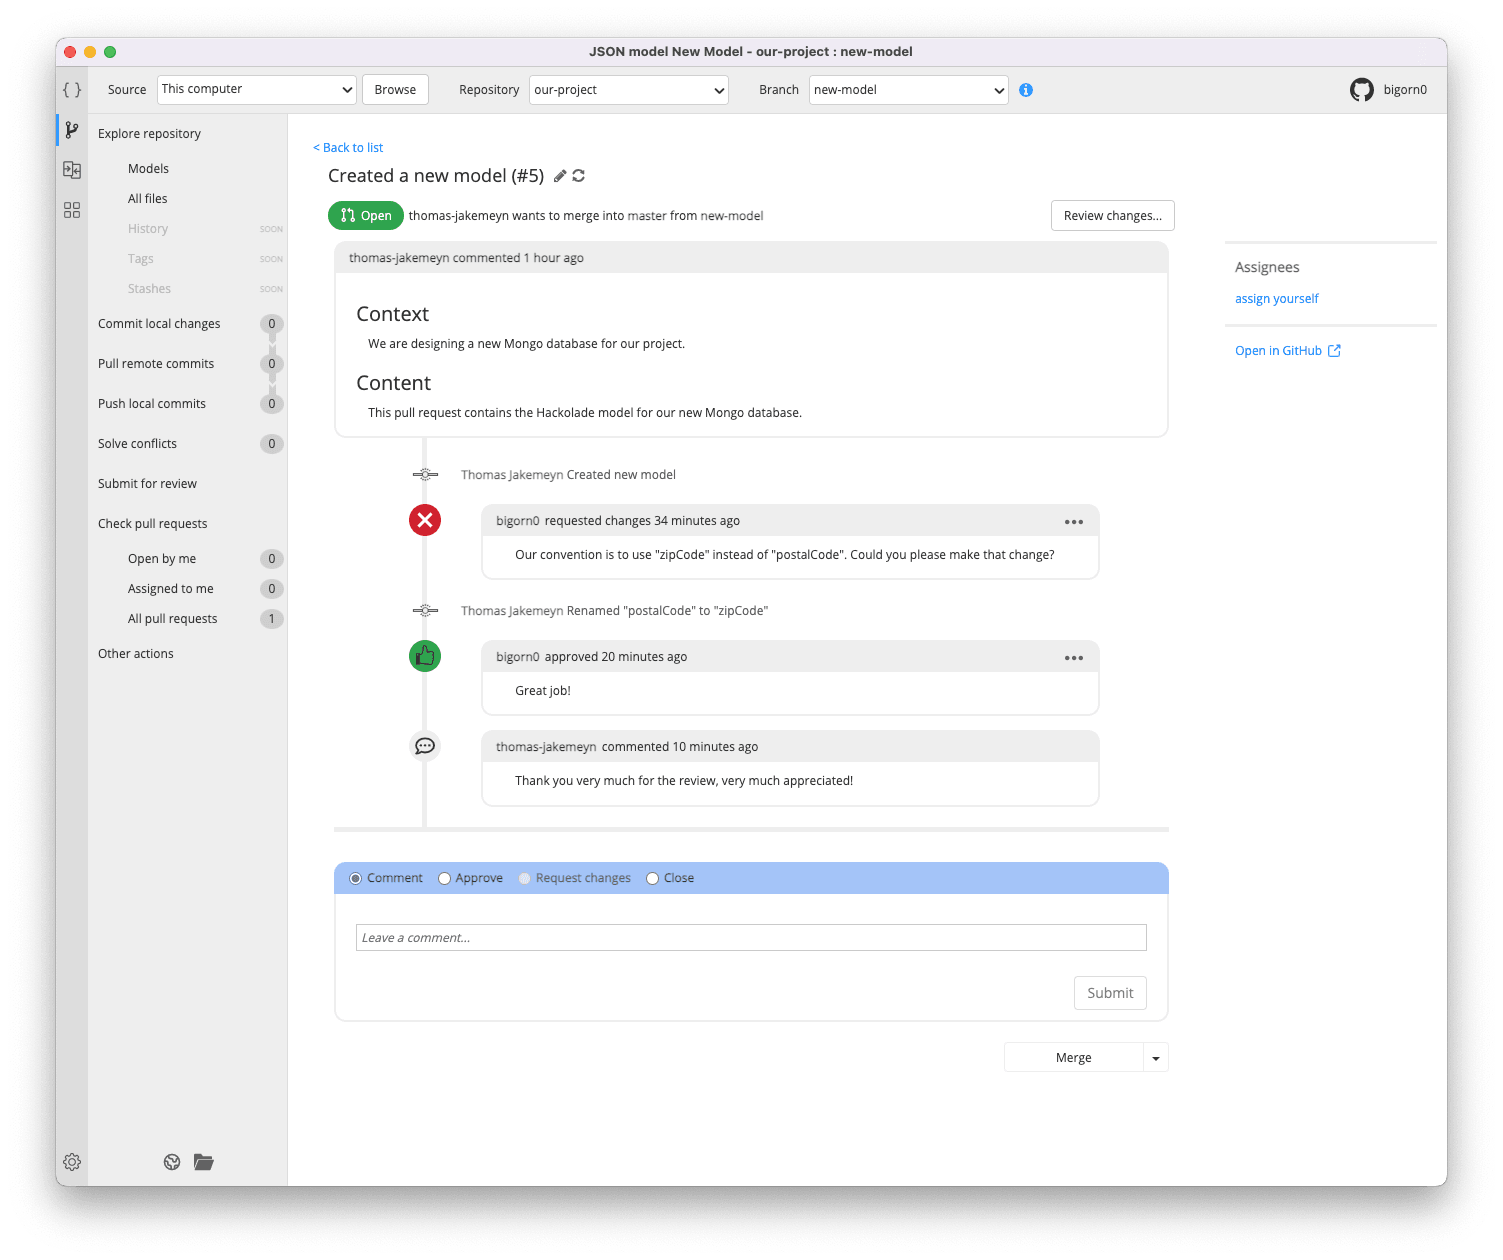 JSON model New Model - our-project : new-model
Source This computer Browse Repository our-project Branch new-model bigorn0
Explore repository
Models
All files
History SOON
Tags SOON
Stashes SOON
Commit local changes 0
Pull remote commits 0
Push local commits 0
Solve conflicts 0
Submit for review
Check pull requests
Open by me 0
Assigned to me 0
All pull requests 1
Other actions
< Back to list
Created a new model (#5)
Open thomas-jakemeyn wants to merge into master from new-model Review changes...
thomas-jakemeyn commented 1 hour ago
Context
We are designing a new Mongo database for our project.
Content
This pull request contains the Hackolade model for our new Mongo database.
Thomas Jakemeyn Created new model
bigorn0 requested changes 34 minutes ago
Our convention is to use "zipCode" instead of "postalCode". Could you please make that change?
Thomas Jakemeyn Renamed "postalCode" to "zipCode"
bigorn0 approved 20 minutes ago
Great job!
thomas-jakemeyn commented 10 minutes ago
Thank you very much for the review, very much appreciated!
Comment Approve Request changes Close
Leave a comment...
Submit
Merge
Assignees
assign yourself
Open in GitHub